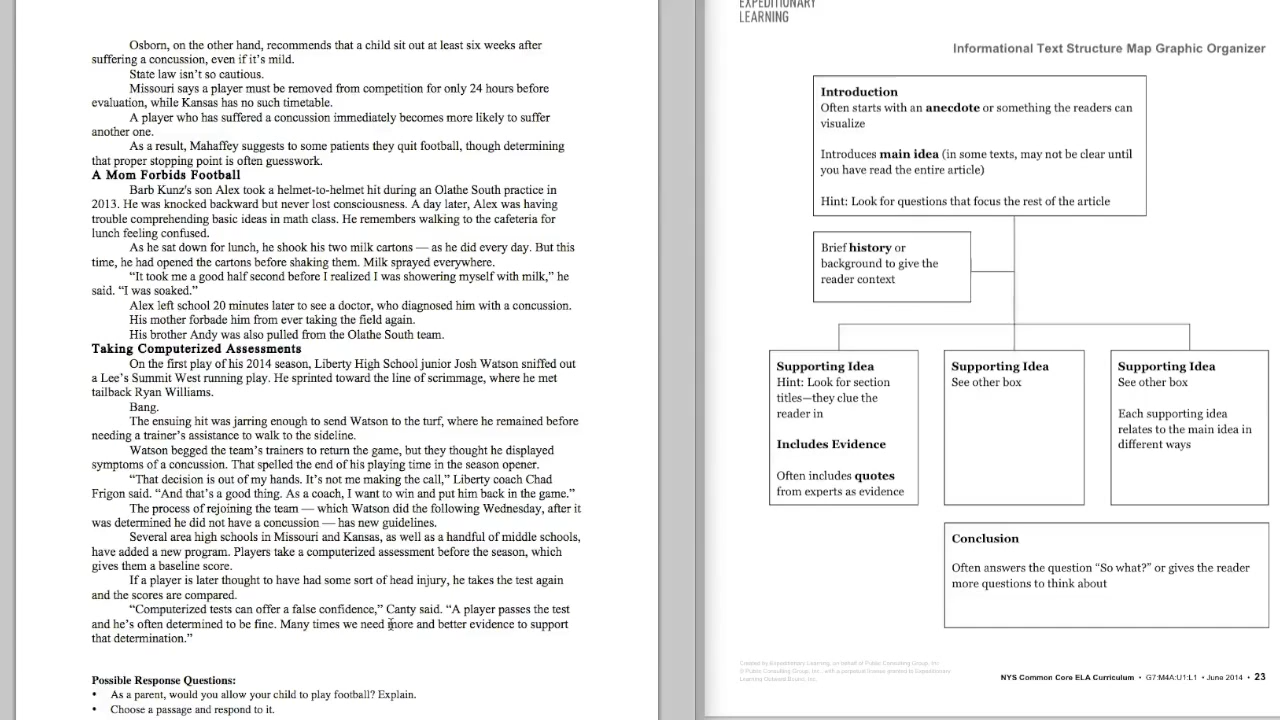 Osborn, on the other hand, recommends that a child sit out at least six weeks after
suffering a concussion, even if it's mild.
State law isn't so cautious.
Missouri says a player must be removed from competition for only 24 hours before
evaluation, while Kansas has no such timetable.
A player who has suffered a concussion immediately becomes more likely to suffer
another one.
As a result, Mahaffey suggests to some patients they quit football, though determining
that proper stopping point is often guesswork.
A Mom Forbids Football
Barb Kunz's son Alex took a helmet-to-helmet hit during an Olathe South practice in
2013. He was knocked backward but never lost consciousness. A day later, Alex was having
trouble comprehending basic ideas in math class. He remembers walking to the cafeteria for
lunch feeling confused.
As he sat down for lunch, he shook his two milk cartons — as he did every day. But this
time, he had opened the cartons before shaking them. Milk sprayed everywhere.
“It took me a good half second before I realized I was showering myself with milk,” he
said. “I was soaked.”
Alex left school 20 minutes later to see a doctor, who diagnosed him with a concussion.
His mother forbade him from ever taking the field again.
His brother Andy was also pulled from the Olathe South team.
Taking Computerized Assessments
On the first play of his 2014 season, Liberty High School junior Josh Watson sniffed out
a Lee's Summit West running play. He sprinted toward the line of scrimmage, where he met
tailback Ryan Williams.
Bang.
The ensuing hit was jarring enough to send Watson to the turf, where he remained before
needing a trainer's assistance to walk to the sideline.
Watson begged the team's trainers to return the game, but they thought he displayed
symptoms of a concussion. That spelled the end of his playing time in the season opener.
“That decision is out of my hands. It's not me making the call,” Liberty coach Chad
Frigon said. “And that's a good thing. As a coach, I want to win and put him back in the game.”
The process of rejoining the team — which Watson did the following Wednesday, after it
was determined he did not have a concussion — has new guidelines.
Several area high schools in Missouri and Kansas, as well as a handful of middle schools,
have added a new program. Players take a computerized assessment before the season, which
gives them a baseline score.
If a player is later thought to have had some sort of head injury, he takes the test again
and the scores are compared.
“Computerized tests can offer a false confidence,” Canty said. “A player passes the test
and he's often determined to be fine. Many times we need more and better evidence to support
that determination.”
Possible Response Questions:
• As a parent, would you allow your child to play football? Explain.
• Choose a passage and respond to it.
EXPEDITIONARY
LEARNING
Informational Text Structure Map Graphic Organizer
Introduction
Often starts with an anecdote or something the readers can
visualize
Introduces main idea (in some texts, may not be clear until
you have read the entire article)
Hint: Look for questions that focus the rest of the article
Brief history or
background to give the
reader context
Supporting Idea
Hint: Look for section
titles—they clue the
reader in
Includes Evidence
Often includes quotes
from experts as evidence
Supporting Idea
See other box
Supporting Idea
See other box
Each supporting idea
relates to the main idea in
different ways
Conclusion
Often answers the question “So what?” or gives the reader
more questions to think about
Created by Expeditionary Learning, on behalf of Public Consulting Group, Inc.
© Public Consulting Group, Inc., with a perpetual license granted to Expeditionary
Learning Outward Bound, Inc.
NYS Common Core ELA Curriculum • G7:M4A:U1:L1 • June 2014 • 23